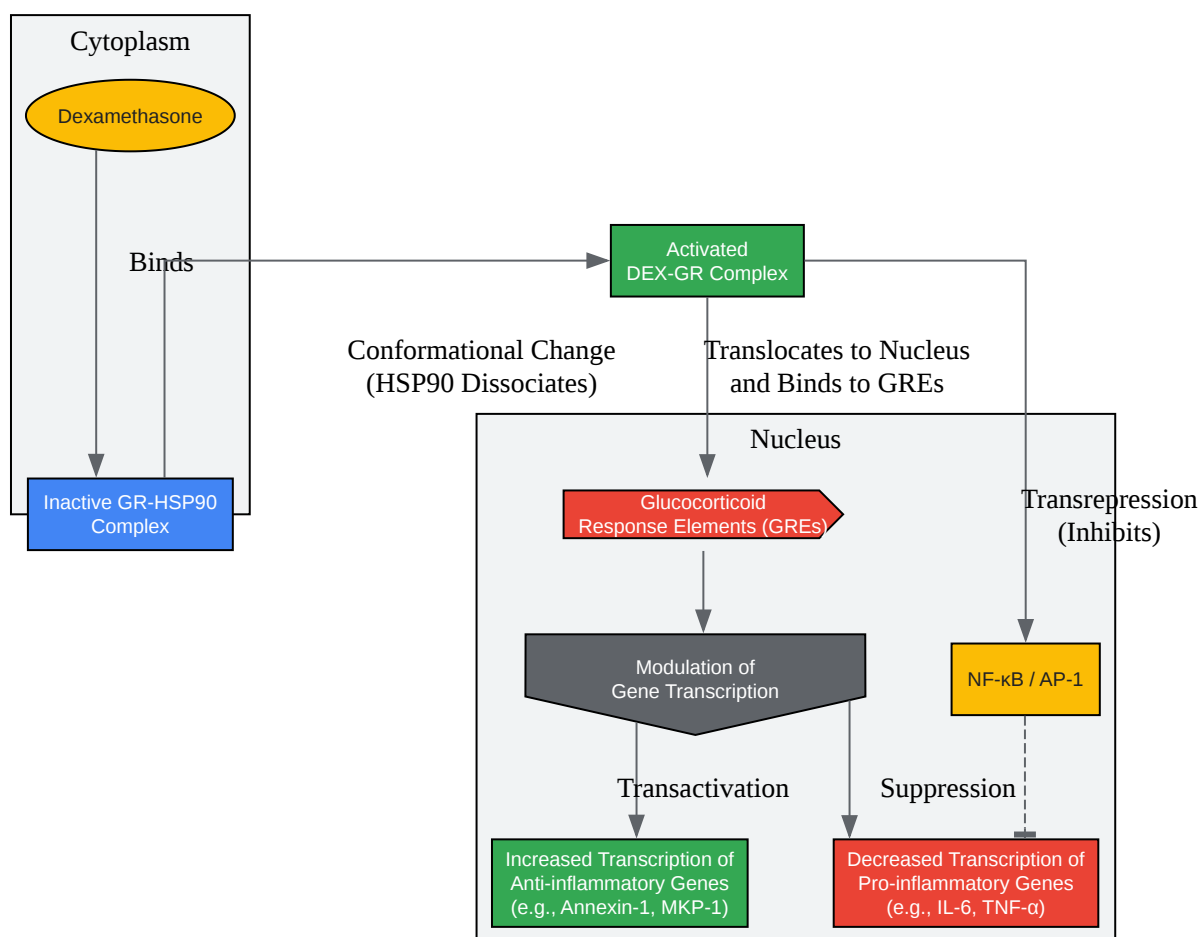 Cytoplasm
Dexamethasone
Binds
Activated
DEX-GR Complex
Conformational Change
(HSP90 Dissociates)
Translocates to Nucleus
and Binds to GREs
Nucleus
Inactive GR-HSP90
Complex
Glucocorticoid
Response Elements (GREs)
Transrepression
(Inhibits)
Modulation of
Gene Transcription
NF-κB / AP-1
Transactivation
Suppression
Increased Transcription of
Anti-inflammatory Genes
(e.g., Annexin-1, MKP-1)
Decreased Transcription of
Pro-inflammatory Genes
(e.g., IL-6, TNF-α)